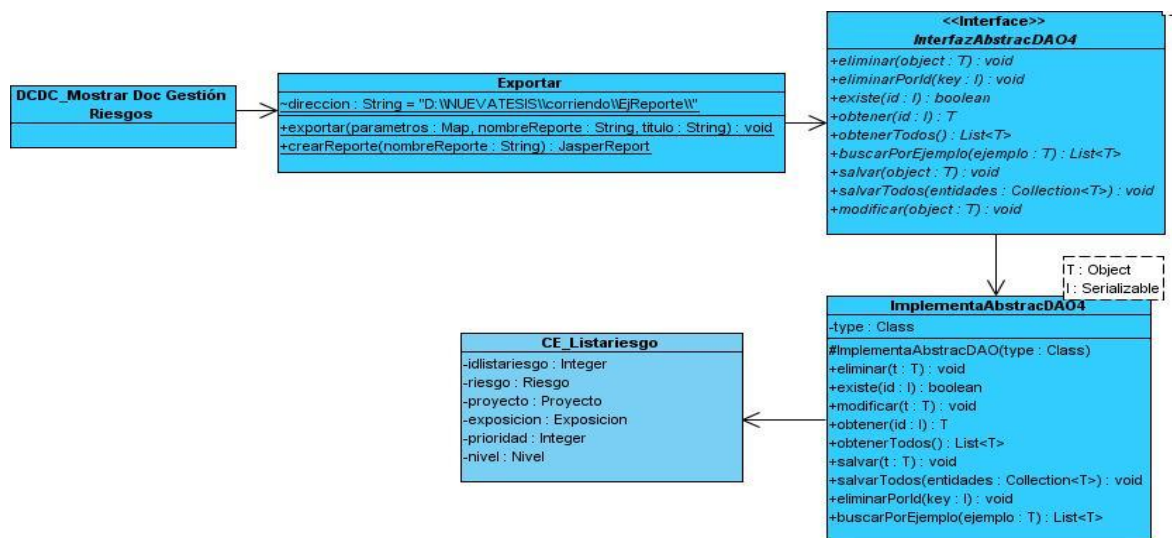 DCDC_Mostrar Doc Gestión
Riesgos
Exportar
~direccion : String = "D:\\NUEVATESIS\\corriendo\\EjReporte\\"
+exportar(parametros : Map, nombreReporte : String, titulo : String) : void
+crearReporte(nombreReporte : String) : JasperReport
<<Interface>>
InterfazAbstracDAO4
+eliminar(object : T) : void
+eliminarPorId(key : I) : void
+existe(id : I) : boolean
+obtener(id : I) : T
+obtenerTodos() : List<T>
+buscarPorEjemplo(ejemplo : T) : List<T>
+salvar(object : T) : void
+salvarTodos(entidades : Collection<T>) : void
+modificar(object : T) : void
T : Object
I : Serializable
ImplementaAbstracDAO4
-type : Class
#ImplementaAbstracDAO(type : Class)
+eliminar(t : T) : void
+existe(id : I) : boolean
+modificar(t : T) : void
+obtener(id : I) : T
+obtenerTodos() : List<T>
+salvar(t : T) : void
+salvarTodos(entidades : Collection<T>) : void
+eliminarPorId(key : I) : void
+buscarPorEjemplo(ejemplo : T) : List<T>
CE_Listariesgo
-idlistariesgo : Integer
-riesgo : Riesgo
-proyecto : Proyecto
-exposicion : Exposicion
-prioridad : Integer
-nivel : Nivel